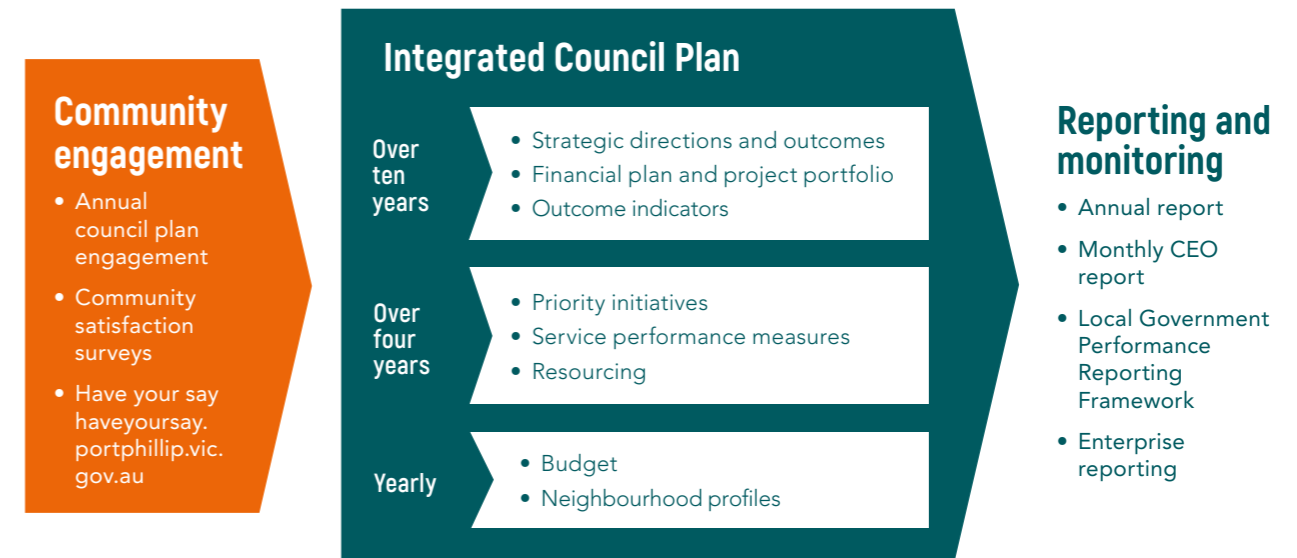 Community
engagement
• Annual
council plan
engagement
• Community
satisfaction
surveys
• Have your say
haveyoursay.
portphillip.vic.
gov.au
Integrated Council Plan
Over
ten
years
• Strategic directions and outcomes
• Financial plan and project portfolio
• Outcome indicators
Over
four
years
• Priority initiatives
• Service performance measures
• Resourcing
Yearly
• Budget
• Neighbourhood profiles
Reporting and
monitoring
• Annual report
• Monthly CEO
report
• Local Government
Performance
Reporting
Framework
• Enterprise
reporting